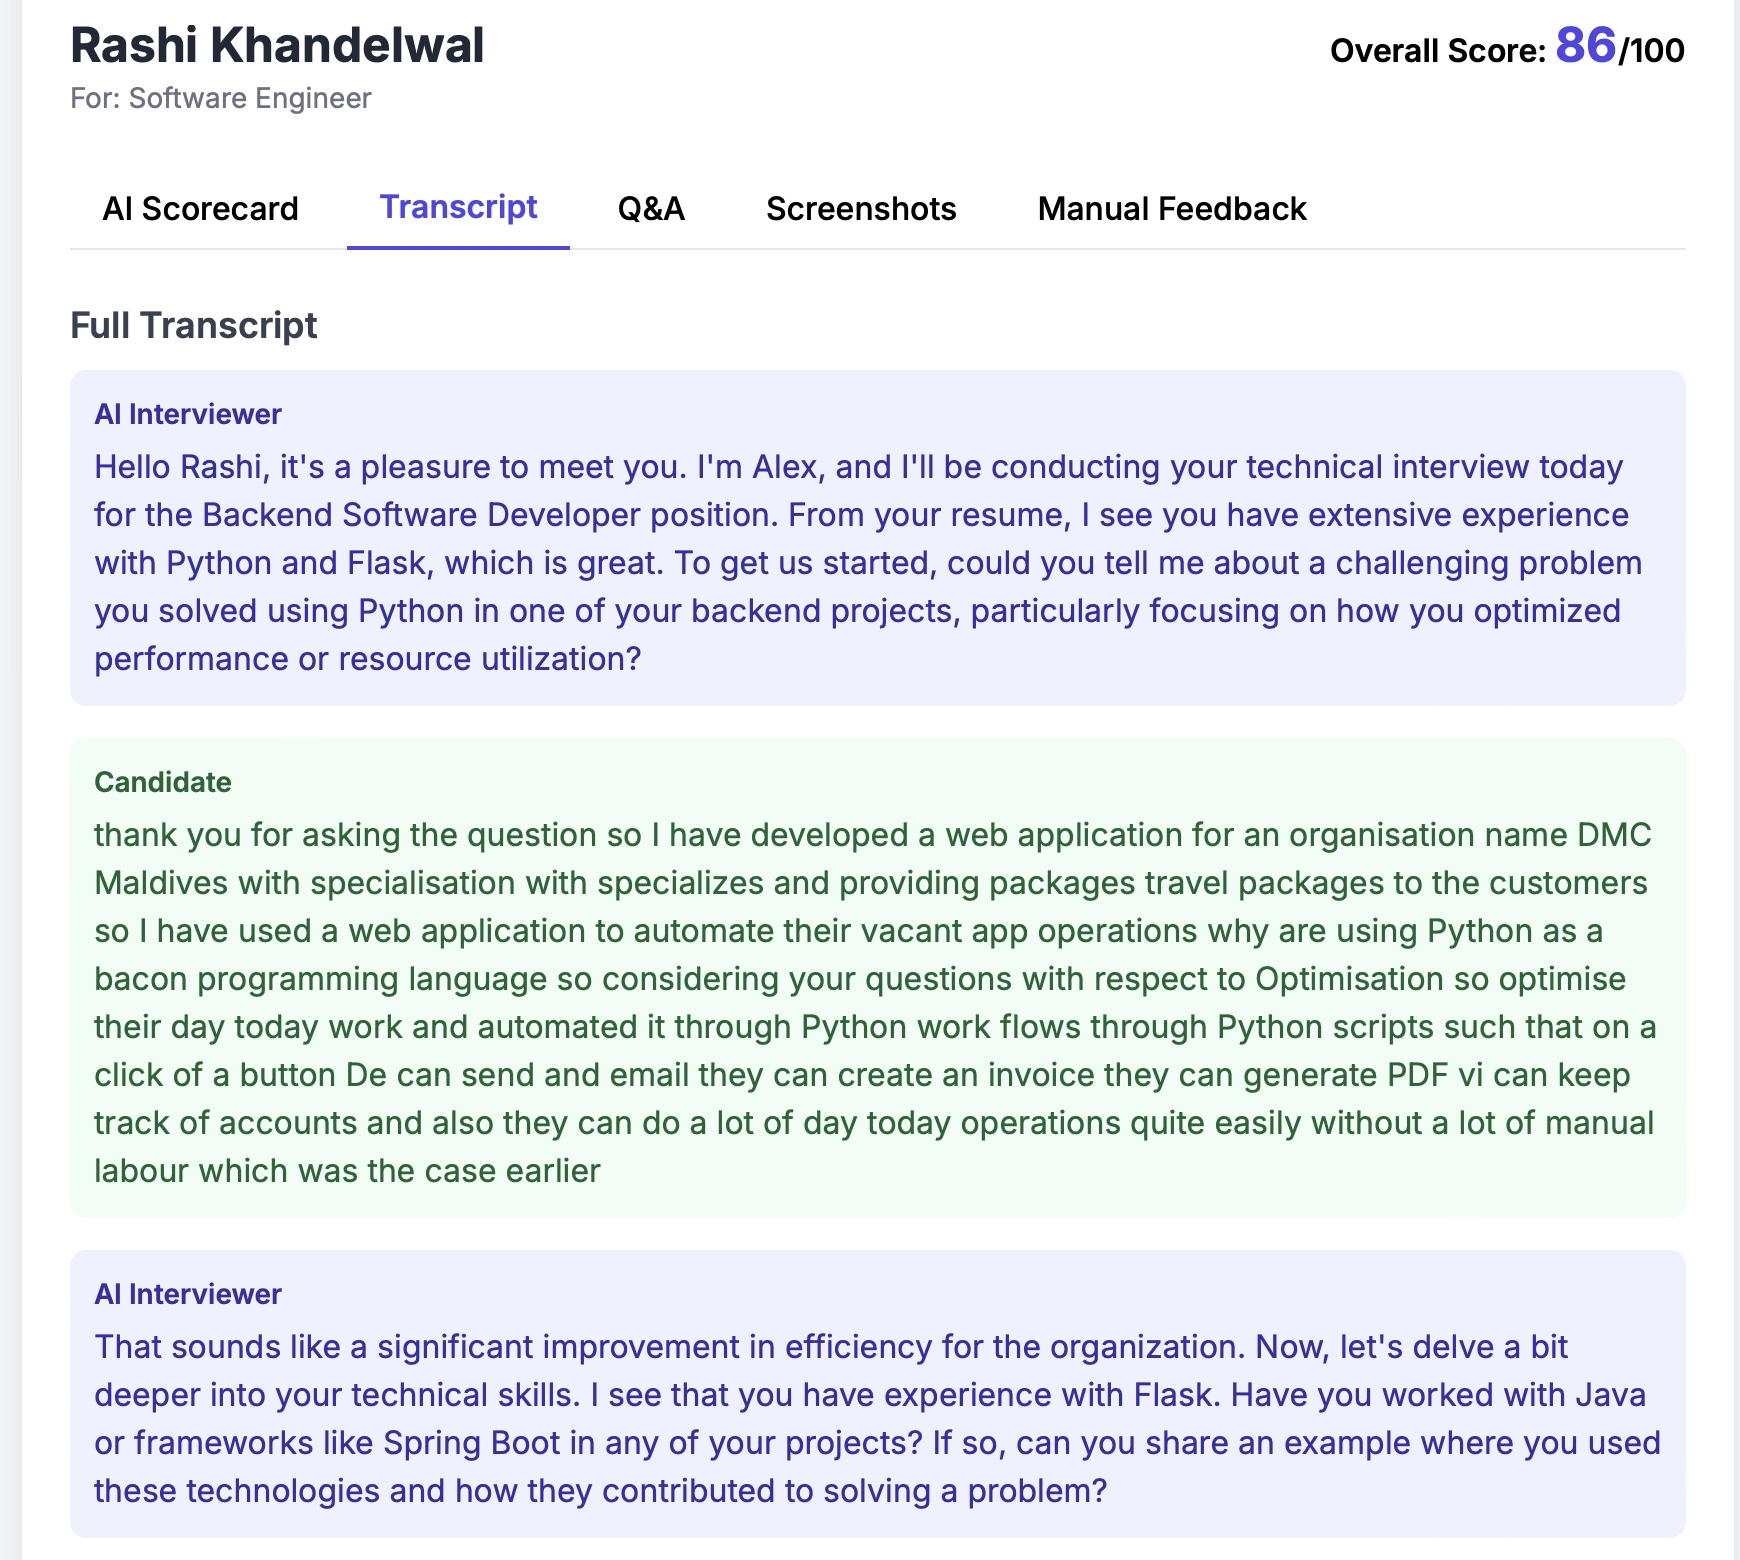 Rashi Khandelwal
Overall Score: 86/100
For: Software Engineer
AI Scorecard
Transcript
Q&A
Screenshots
Manual Feedback
Full Transcript
AI Interviewer
Hello Rashi, it's a pleasure to meet you. I'm Alex, and I'll be conducting your technical interview today
for the Backend Software Developer position. From your resume, I see you have extensive experience
with Python and Flask, which is great. To get us started, could you tell me about a challenging problem
you solved using Python in one of your backend projects, particularly focusing on how you optimized
performance or resource utilization?
Candidate
thank you for asking the question so I have developed a web application for an organisation name DMC
Maldives with specialisation with specializes and providing packages travel packages to the customers
so I have used a web application to automate their vacant app operations why are using Python as a
bacon programming language so considering your questions with respect to Optimisation so optimise
their day today work and automated it through Python work flows through Python scripts such that on a
click of a button De can send and email they can create an invoice they can generate PDF vi can keep
track of accounts and also they can do a lot of day today operations quite easily without a lot of manual
labour which was the case earlier
AI Interviewer
That sounds like a significant improvement in efficiency for the organization. Now, let's delve a bit
deeper into your technical skills. I see that you have experience with Flask. Have you worked with Java
or frameworks like Spring Boot in any of your projects? If so, can you share an example where you used
these technologies and how they contributed to solving a problem?